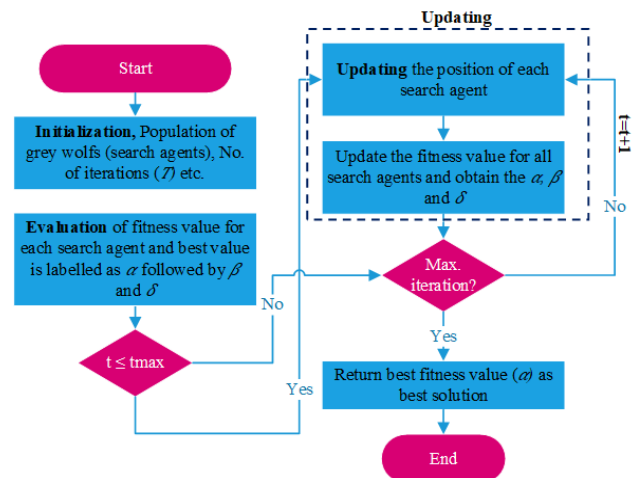 Start
Initialization, Population of
grey wolfs (search agents), No.
of iterations (T) etc.
Evaluation of fitness value for
each search agent and best value
is labelled as α followed by β
and δ
t ≤ tmax
No
Yes
Updating
Updating the position of each
search agent
Update the fitness value for all
search agents and obtain the α, β
and δ
t=t+1
No
Max.
iteration?
Yes
Return best fitness value (α) as
best solution
End